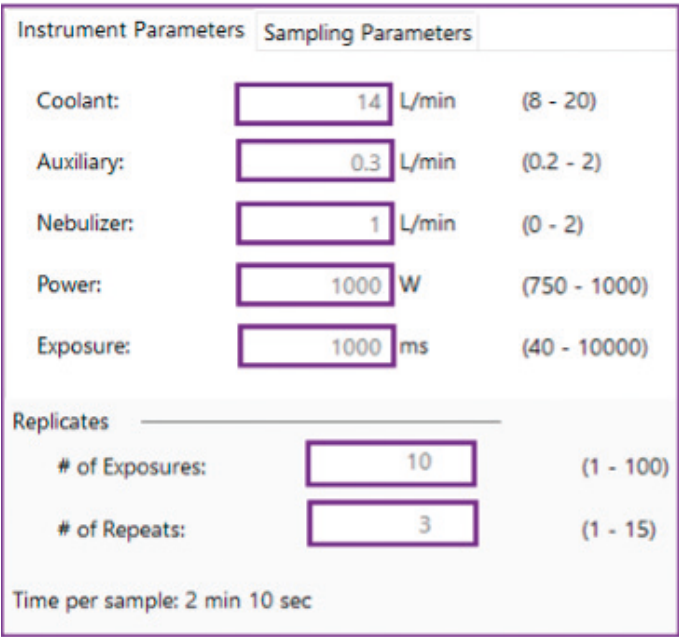 Instrument Parameters Sampling Parameters
Coolant: 14 L/min (8 - 20)
Auxiliary: 0.3 L/min (0.2 - 2)
Nebulizer: 1 L/min (0 - 2)
Power: 1000 W (750 - 1000)
Exposure: 1000 ms (40 - 10000)
Replicates
# of Exposures: 10 (1 - 100)
# of Repeats: 3 (1 - 15)
Time per sample: 2 min 10 sec